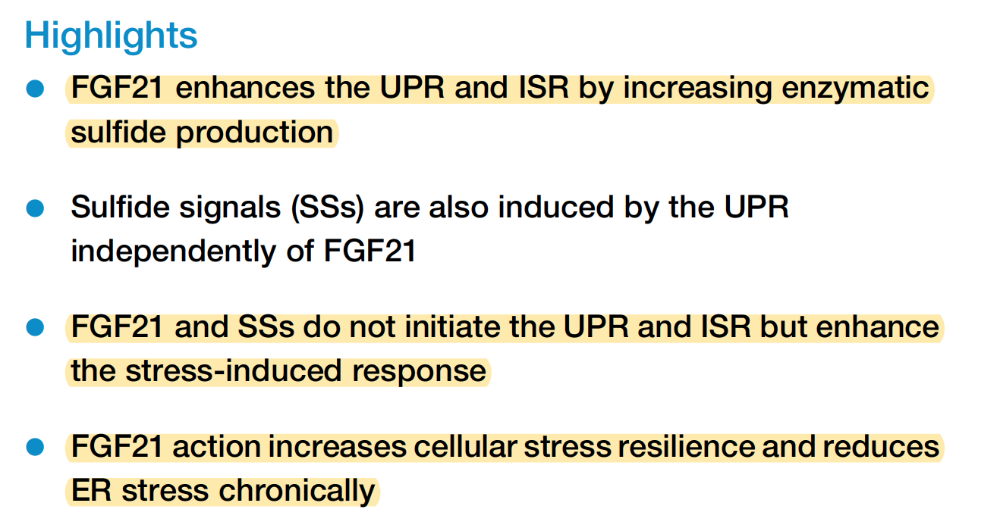 Highlights
FGF21 enhances the UPR and ISR by increasing enzymatic
sulfide production
Sulfide signals (SSs) are also induced by the UPR
independently of FGF21
FGF21 and SSs do not initiate the UPR and ISR but enhance
the stress-induced response
FGF21 action increases cellular stress resilience and reduces
ER stress chronically